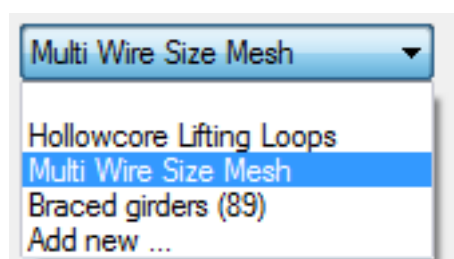 Multi Wire Size Mesh
Hollowcore Lifting Loops
Multi Wire Size Mesh
Braced girders (89)
Add new ...